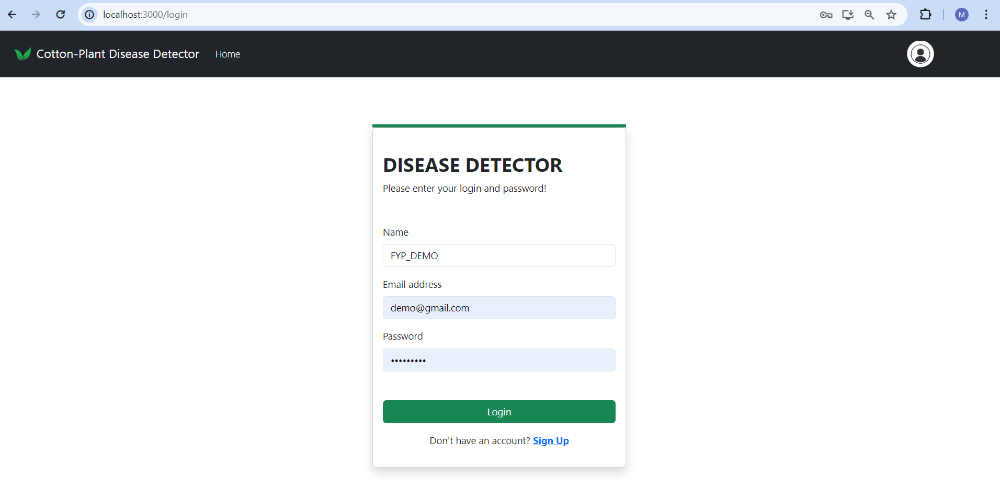 localhost:3000/login
M
Cotton-Plant Disease Detector Home
DISEASE DETECTOR
Please enter your login and password!
Name
FYP_DEMO
Email address
demo@gmail.com
Password
•••••••••
Login
Don't have an account? Sign Up